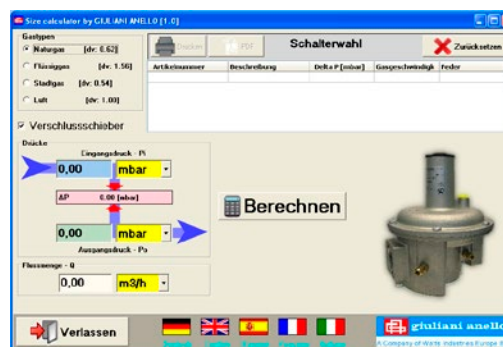 Size calculator by GIULIANI ANELLO [1.0]
Gastypen
Naturgas [dv: 0.62]
Flüssiggas [dv: 1.56]
Stadtgas [dv: 0.54]
Luft [dv: 1.00]
Drucken
PDF
Schalterwahl
Zurücksetzen
Artikelnummer Beschreibung Delta P [mbar] Gasgeschwindigk Feder
Verschlussschieber
Drücke
Eingangsdruck - Pi
0,00 mbar
ΔP 0.00 [mbar]
0,00 mbar
Ausgangsdruck - Po
Berechnen
Flussmenge - Q
0,00 m3/h
Verlassen
giuliani anello
A Company of Watts Industries Europe